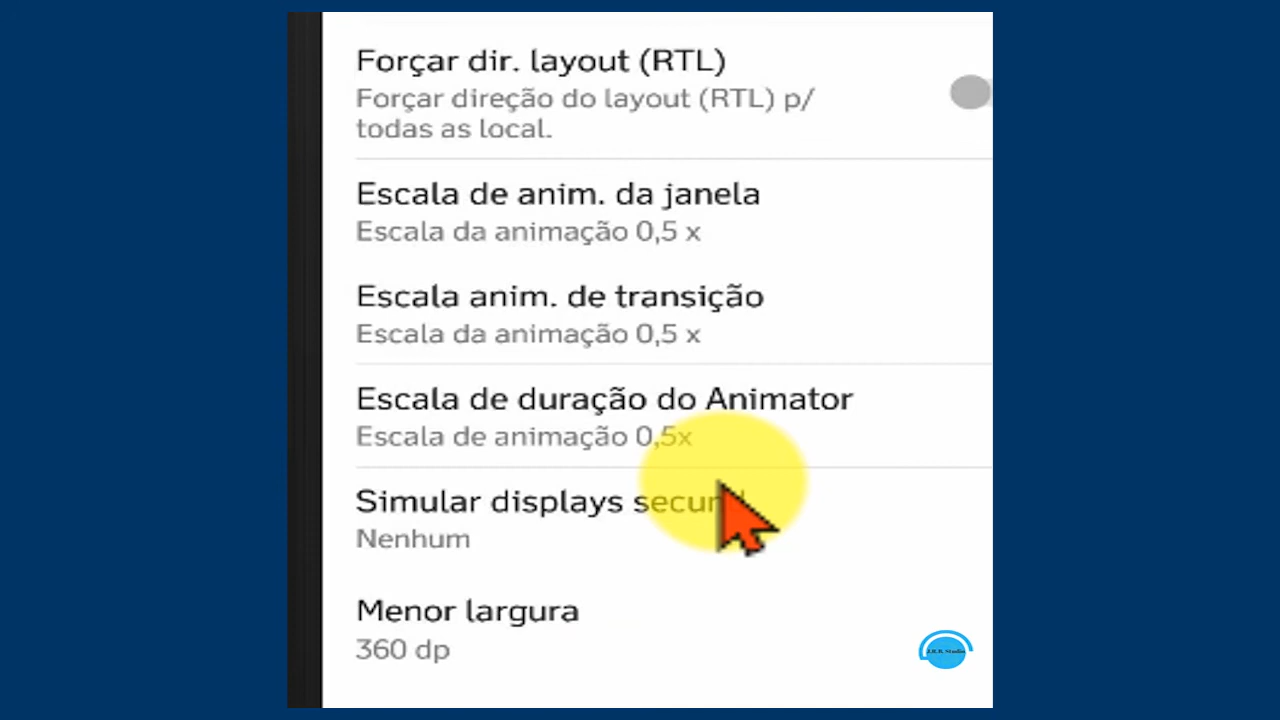 Forçar dir. layout (RTL)
Forçar direção do layout (RTL) p/
todas as local.
Escala de anim. da janela
Escala da animação 0,5 x
Escala anim. de transição
Escala da animação 0,5 x
Escala de duração do Animator
Escala de animação 0,5x
Simular displays
Nenhum
Menor largura
360 dp
J.R.D. Studio